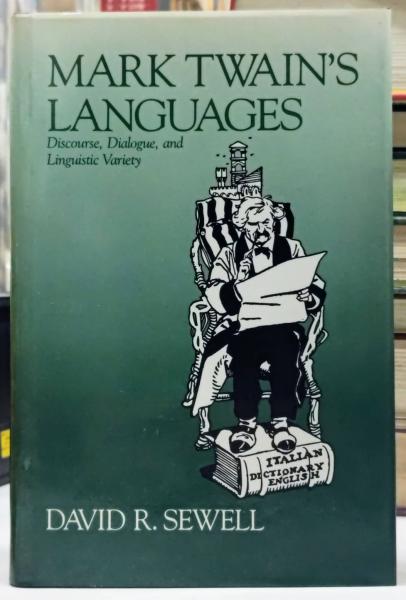 MARK TWAIN'S
LANGUAGES
Discourse, Dialogue, and
Linguistic Variety
ITALIAN
DICTIONARY
ENGLISH
DAVID R. SEWELL